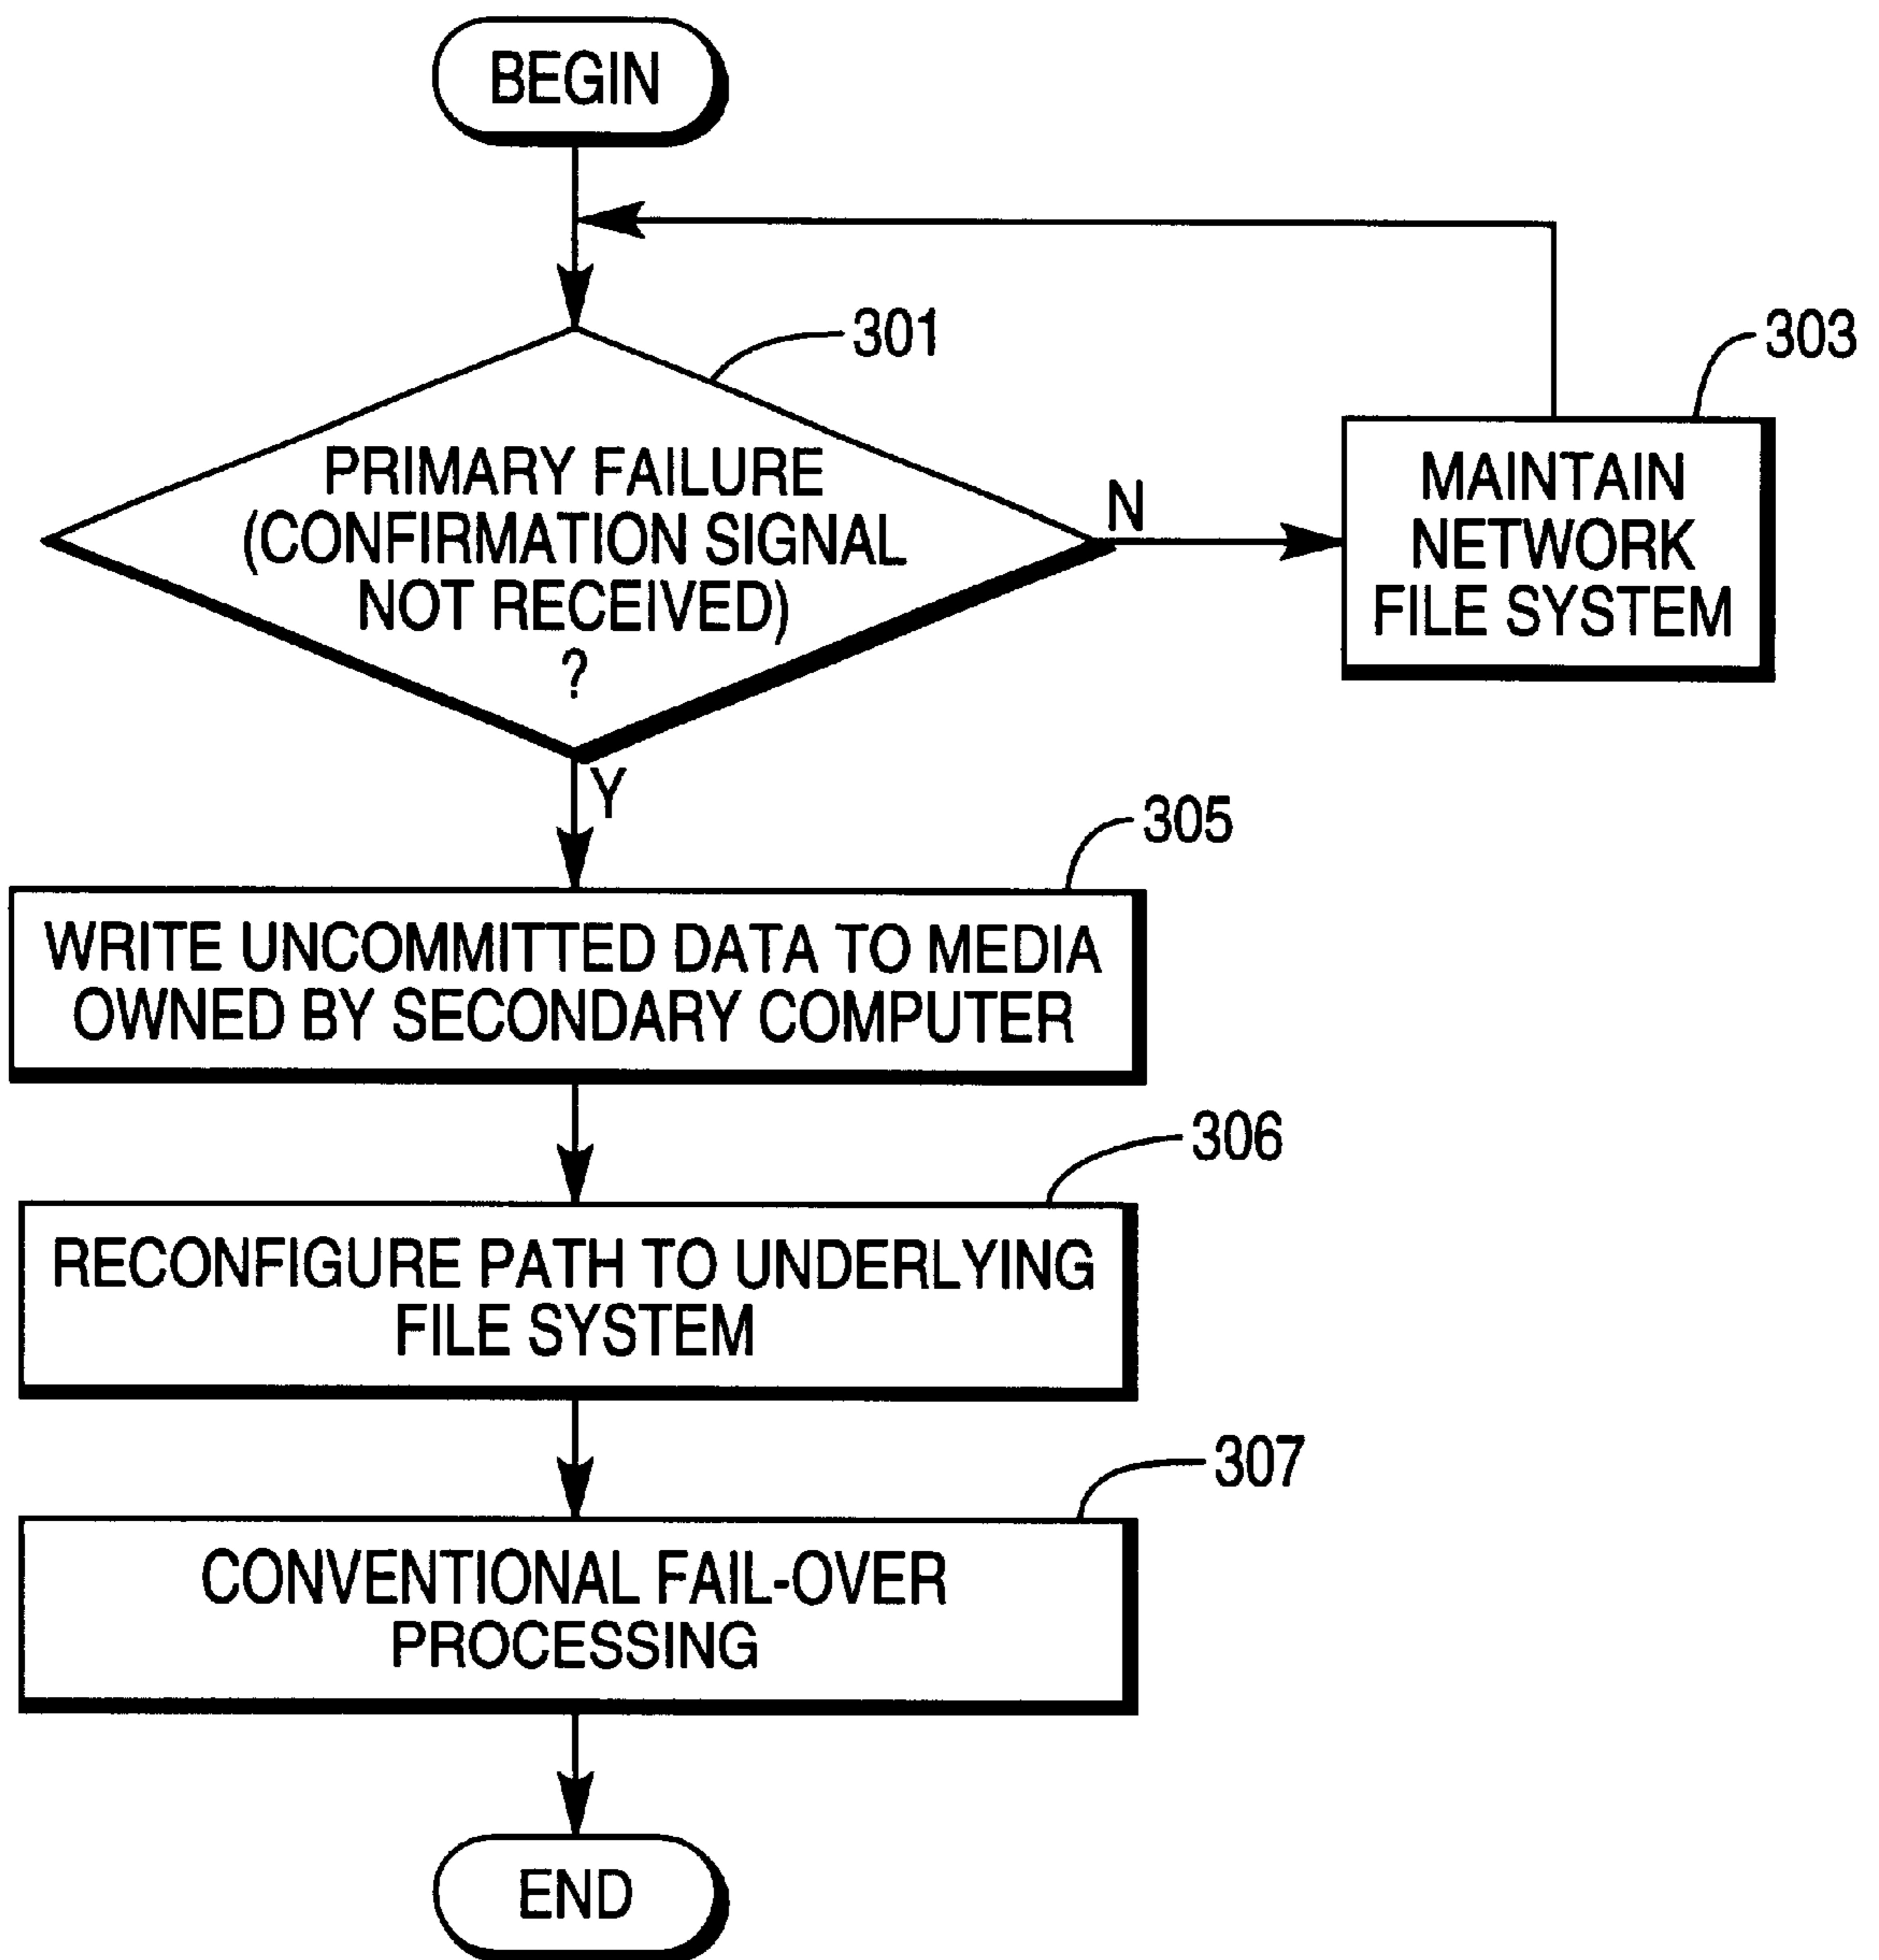 BEGIN
301
303
PRIMARY FAILURE
(CONFIRMATION SIGNAL
NOT RECEIVED)
?
N
MAINTAIN
NETWORK
FILE SYSTEM
Y
305
WRITE UNCOMMITTED DATA TO MEDIA
OWNED BY SECONDARY COMPUTER
306
RECONFIGURE PATH TO UNDERLYING
FILE SYSTEM
307
CONVENTIONAL FAIL-OVER
PROCESSING
END